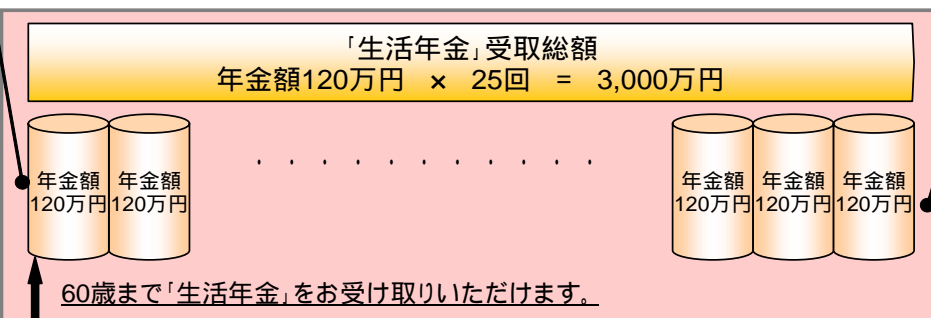 「生活年金」受取総額
年金額120万円 × 25回 = 3,000万円
年金額
120万円
年金額
120万円
・・・・・・・・・・・
年金額
120万円
年金額
120万円
年金額
120万円
60歳まで「生活年金」をお受け取りいただけます。